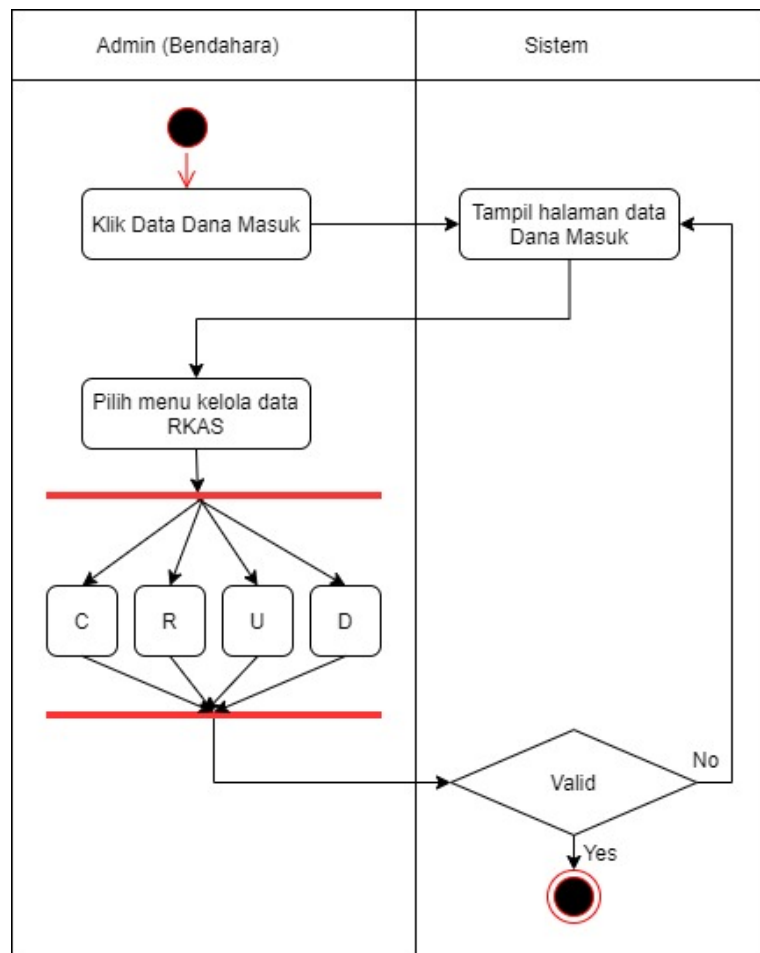 Admin (Bendahara)
Sistem
Klik Data Dana Masuk
Tampil halaman data
Dana Masuk
Pilih menu kelola data
RKAS
C
R
U
D
Valid
No
Yes